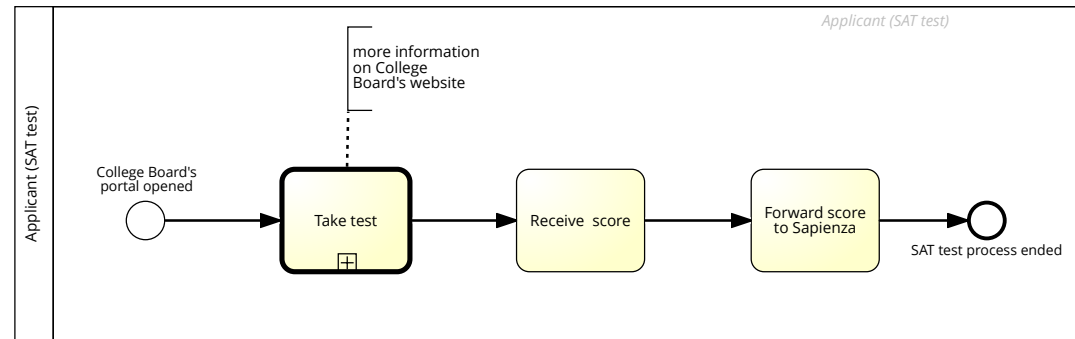 Applicant (SAT test)
Applicant (SAT test)
more information
on College
Board's website
College Board's
portal opened
Take test
Receive score
Forward score
to Sapienza
SAT test process ended